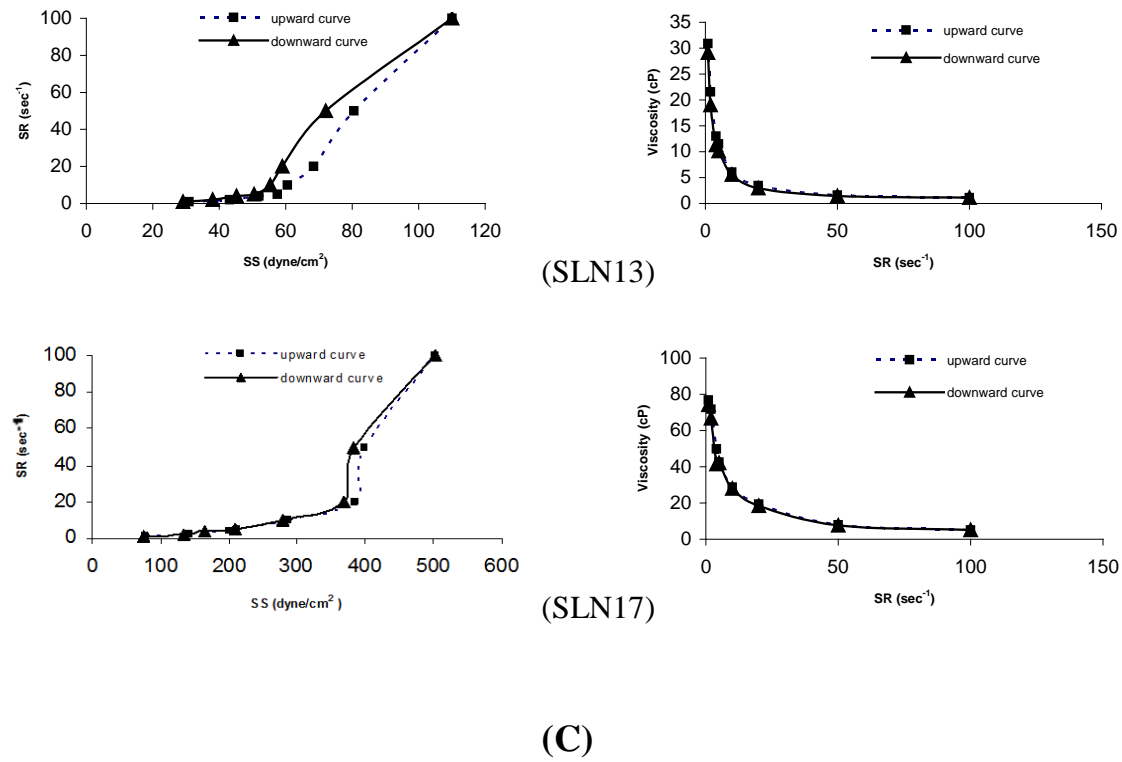 upward curve
downward curve
SR (sec-1)
100
80
60
40
20
0
0 20 40 60 80 100 120
SS (dyne/cm2)
upward curve
downward curve
Viscosity (cP)
35
30
25
20
15
10
5
0
0 50 100 150
SR (sec-1)
(SLN13)
upward curve
downward curve
SR (sec-1)
100
80
60
40
20
0
0 100 200 300 400 500 600
SS (dyne/cm2 )
upward curve
downward curve
Viscosity (cP)
100
80
60
40
20
0
0 50 100 150
SR (sec-1)
(SLN17)
(C)